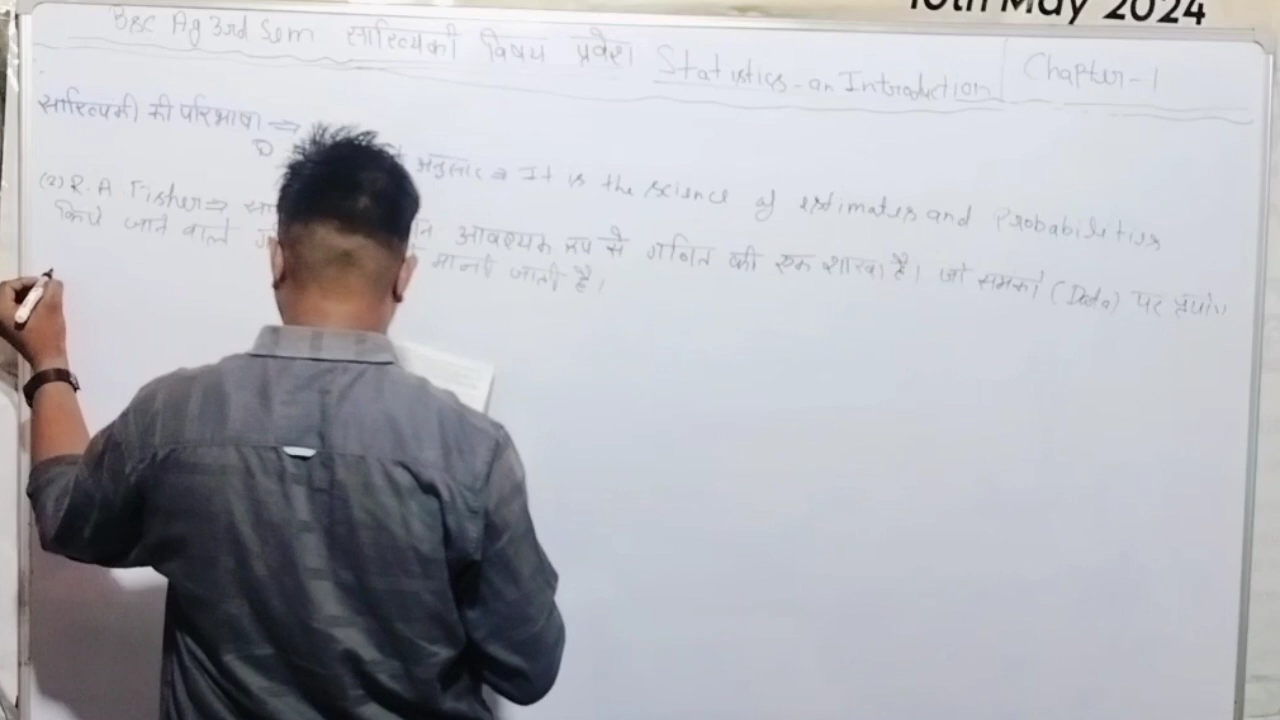 10th May 2024
Bsc Ag 3rd Sem सांख्यिकी विषय प्रवेश Statistics - an Introduction Chapter-1
सांख्यिकी की परिभाषा ⇒
अनुसार ⇒ It is the science of estimates and Probabilities
(2) R. A. Fisher ⇒ आवश्यक रूप से गणित की एक शाखा है। जो समकों (Data) पर प्रयोग
किये जाने वाले मानी जाती है।